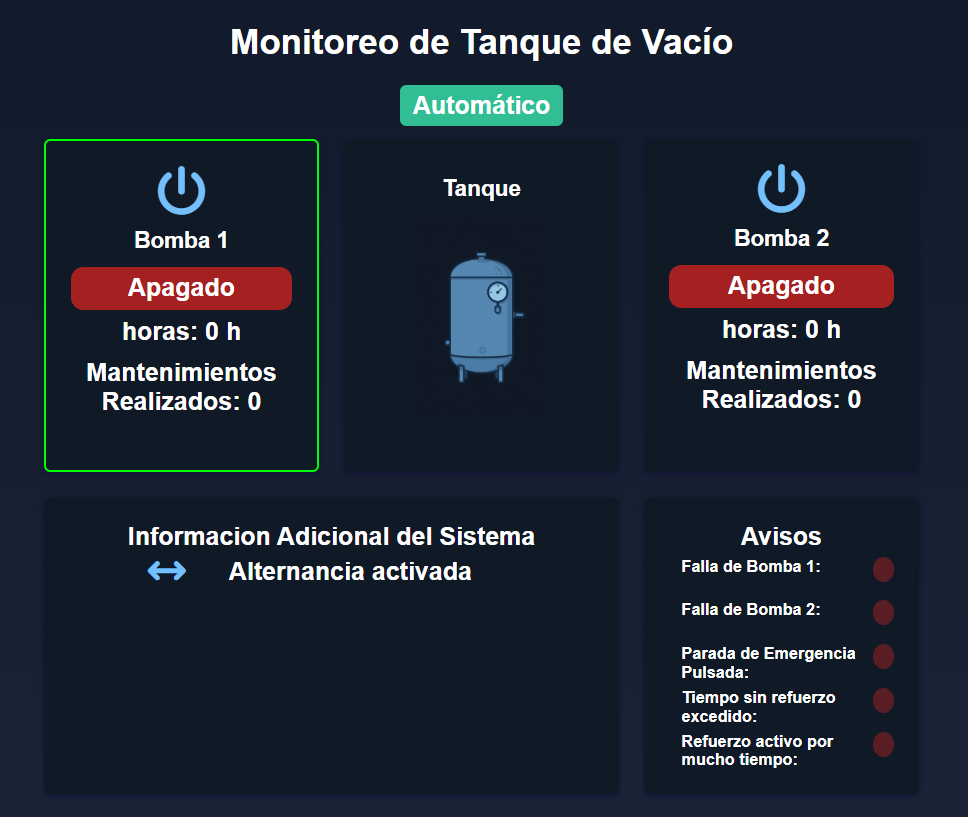 Monitoreo de Tanque de Vacío
Automático
Bomba 1
Apagado
horas: 0 h
Mantenimientos
Realizados: 0
Tanque
Bomba 2
Apagado
horas: 0 h
Mantenimientos
Realizados: 0
Informacion Adicional del Sistema
Alternancia activada
Avisos
Falla de Bomba 1:
Falla de Bomba 2:
Parada de Emergencia
Pulsada:
Tiempo sin refuerzo
excedido:
Refuerzo activo por
mucho tiempo: